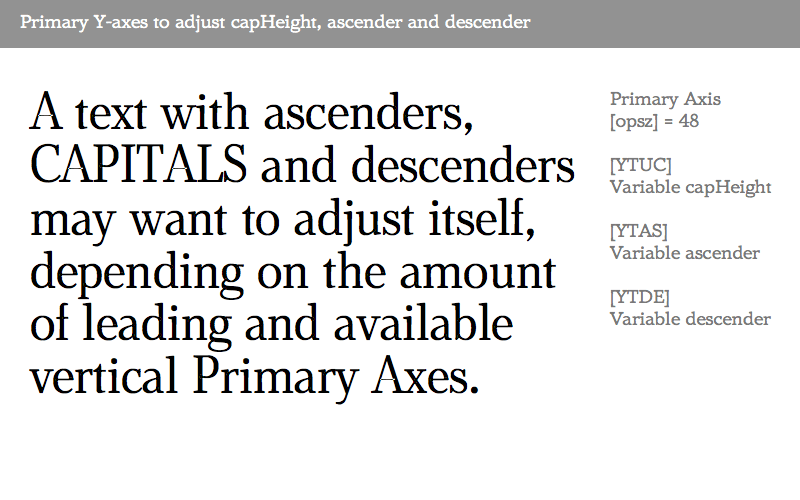 Primary Y-axes to adjust capHeight, ascender and descender
A text with ascenders,
CAPITALS and descenders
may want to adjust itself,
depending on the amount
of leading and available
vertical Primary Axes.
Primary Axis
[opsz] = 48
[YTUC]
Variable capHeight
[YTAS]
Variable ascender
[YTDE]
Variable descender